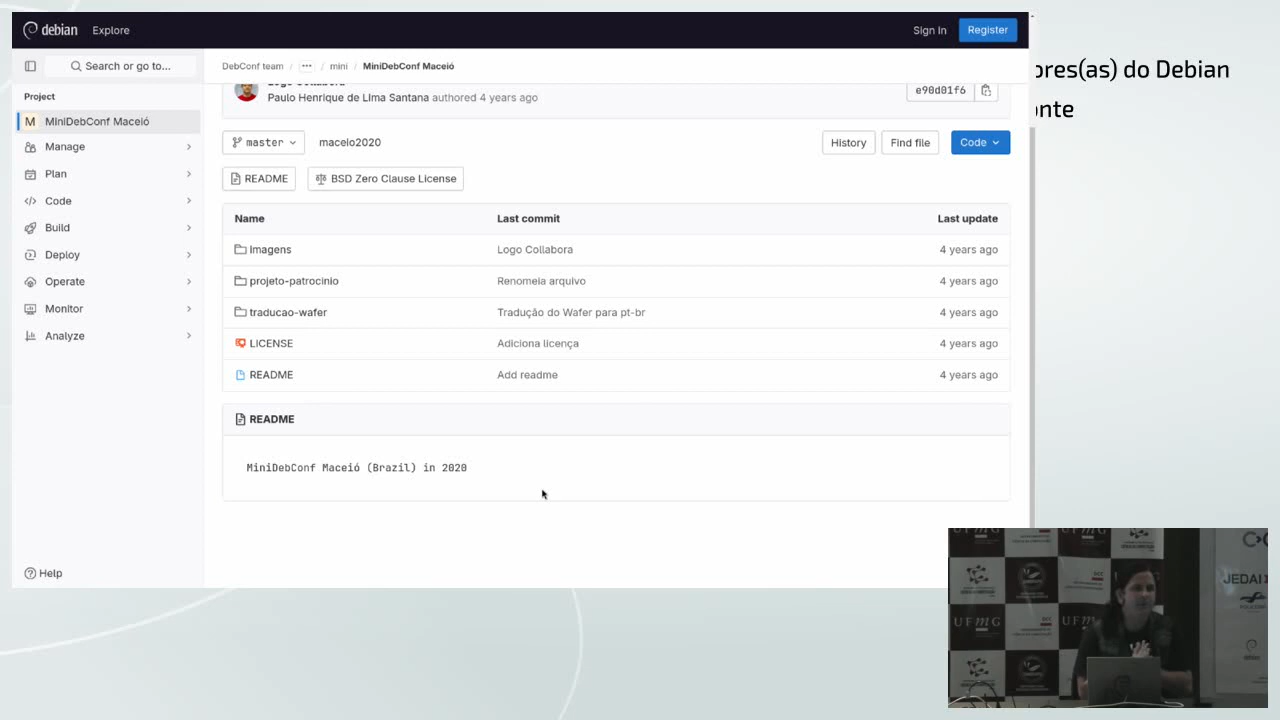 debian
Explore
Sign In
Register
Search or go to...
DebConf team / ... / mini / MiniDebConf Maceió
ores(as) do Debian
onte
Project
M MiniDebConf Maceió
Manage
Plan
Code
Build
Deploy
Operate
Monitor
Analyze
Help
Logo Collabora
Paulo Henrique de Lima Santana authored 4 years ago
e90d01f6
master
maceio2020
History
Find file
Code
README
BSD Zero Clause License
Name Last commit Last update
Imagens Logo Collabora 4 years ago
projeto-patrocinio Renomeia arquivo 4 years ago
traducao-wafer Tradução do Wafer para pt-br 4 years ago
LICENSE Adiciona licença 4 years ago
README Add readme 4 years ago
README
MiniDebConf Maceió (Brazil) in 2020
UFMG
UFMG
JEDAI
UFMG
UFMG